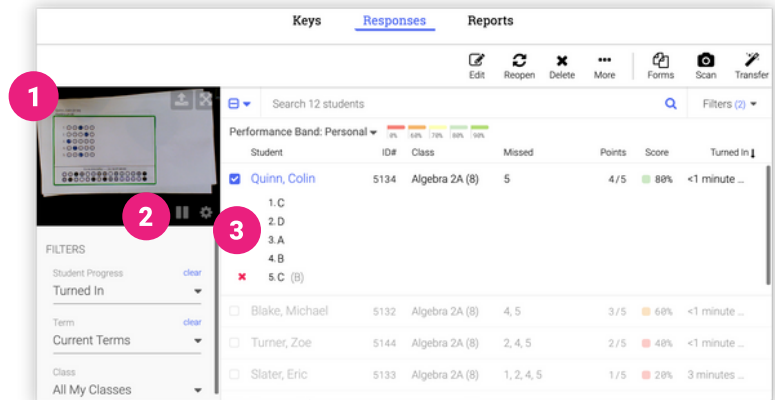 Keys Responses Reports
Edit Reopen Delete More Forms Scan Transfer
1
Search 12 students Filters (2)
Performance Band: Personal 0% 60% 70% 80% 90%
Student ID# Class Missed Points Score Turned In
Quinn, Colin 5134 Algebra 2A (8) 5 4/5 80% <1 minute ...
1. C
2
3
2. D
3. A
4. B
5. C (B)
FILTERS
Student Progress clear
Turned In
Term clear
Current Terms
Class
All My Classes
Blake, Michael 5132 Algebra 2A (8) 4, 5 3/5 60% <1 minute ...
Turner, Zoe 5144 Algebra 2A (8) 2, 4, 5 2/5 40% <1 minute ...
Slater, Eric 5133 Algebra 2A (8) 1, 2, 4, 5 1/5 20% 3 minutes ...